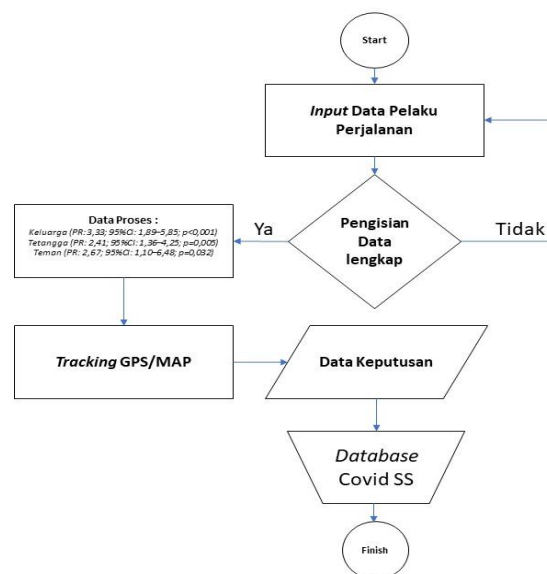 Start
Input Data Pelaku
Perjalanan
Pengisian
Data
lengkap
Ya
Tidak
Data Proses :
Keluarga (PR: 3,33; 95%CI: 1,89–5,85; p<0,001)
Tetangga (PR: 2,41; 95%CI: 1,36–4,25; p=0,005)
Teman (PR: 2,67; 95%CI: 1,10–6,48; p=0,032)
Tracking GPS/MAP
Data Keputusan
Database
Covid SS
Finish